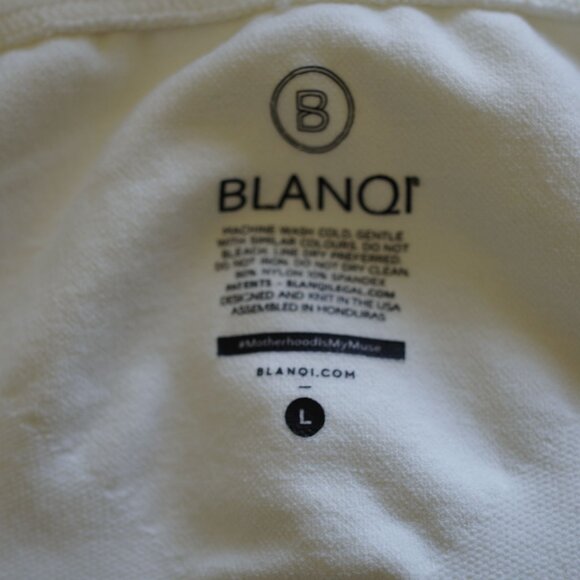 B
BLANQI
MACHINE WASH COLD, GENTLE
WITH SIMILAR COLOURS. DO NOT
BLEACH. LINE DRY PREFERRED.
DO NOT IRON. DO NOT DRY CLEAN.
90% NYLON 10% SPANDEX
PATENTS - BLANQILEGAL.COM
DESIGNED AND KNIT IN THE USA
ASSEMBLED IN HONDURAS
#MotherhoodIsMyMuse
BLANQI.COM
L